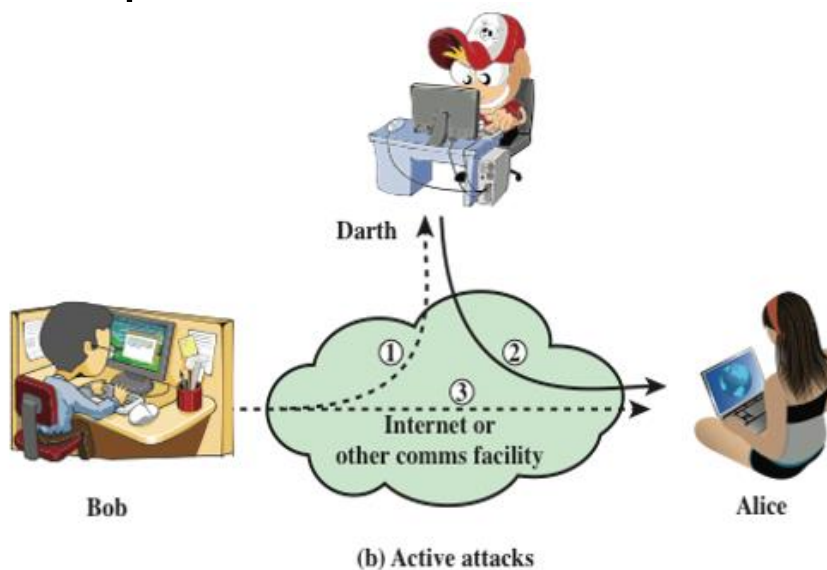 Darth
①
②
③
Internet or
other comms facility
Bob
Alice
(b) Active attacks